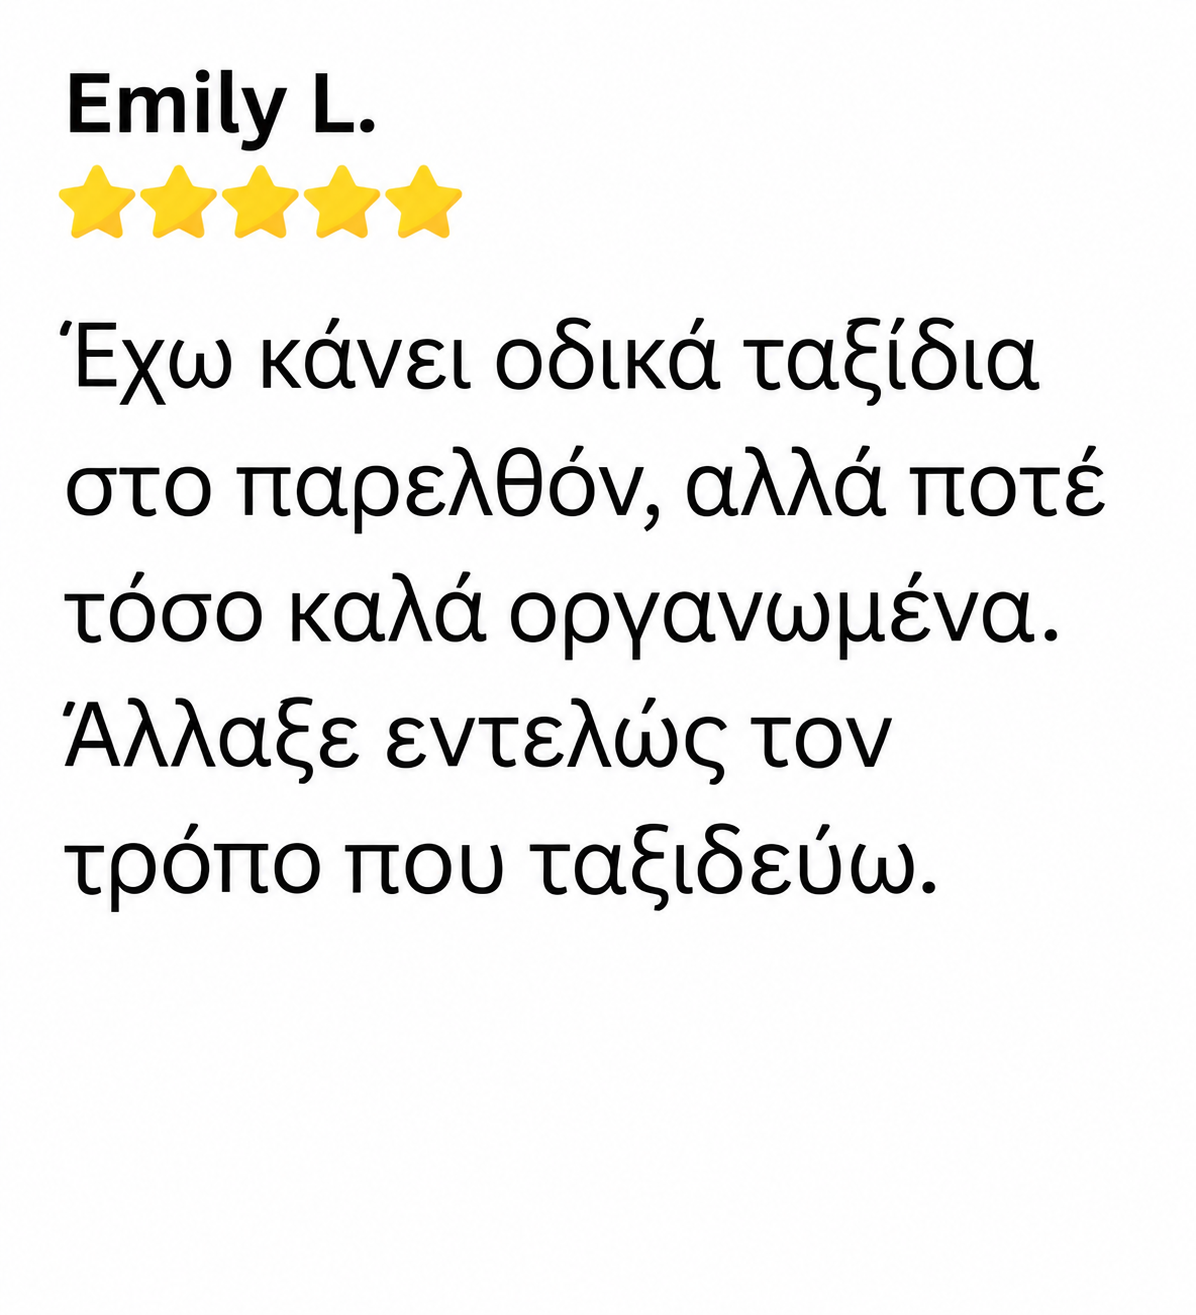 Emily L.
⭐⭐⭐⭐⭐
Έχω κάνει οδικά ταξίδια
στο παρελθόν, αλλά ποτέ
τόσο καλά οργανωμένα.
Άλλαξε εντελώς τον
τρόπο που ταξιδεύω.